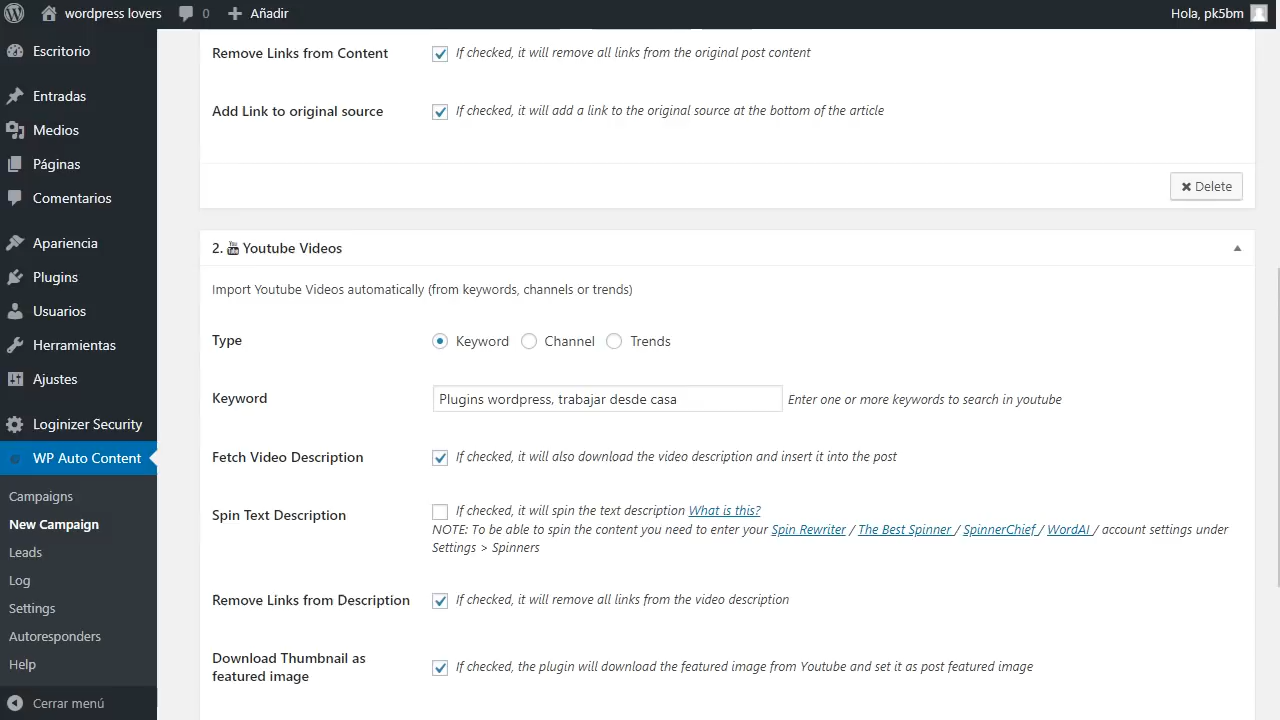 wordpress lovers 0 Añadir Hola, pk5bm
Escritorio
Entradas
Medios
Páginas
Comentarios
Apariencia
Plugins
Usuarios
Herramientas
Ajustes
Loginizer Security
WP Auto Content
Campaigns
New Campaign
Leads
Log
Settings
Autoresponders
Help
Cerrar menú
Remove Links from Content If checked, it will remove all links from the original post content
Add Link to original source If checked, it will add a link to the original source at the bottom of the article
Delete
2. Youtube Videos
Import Youtube Videos automatically (from keywords, channels or trends)
Type Keyword Channel Trends
Keyword Plugins wordpress, trabajar desde casa Enter one or more keywords to search in youtube
Fetch Video Description If checked, it will also download the video description and insert it into the post
Spin Text Description If checked, it will spin the text description What is this?
NOTE: To be able to spin the content you need to enter your Spin Rewriter / The Best Spinner / SpinnerChief / WordAI / account settings under
Settings > Spinners
Remove Links from Description If checked, it will remove all links from the video description
Download Thumbnail as
featured image If checked, the plugin will download the featured image from Youtube and set it as post featured image